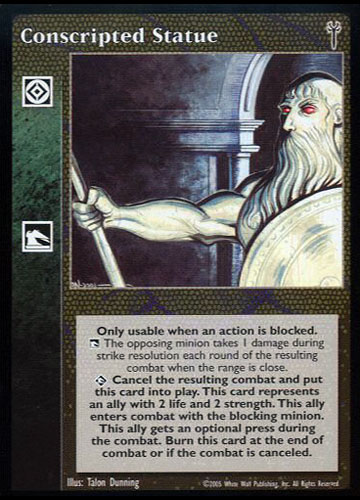 Conscripted Statue
Only usable when an action is blocked.
The opposing minion takes 1 damage during
strike resolution each round of the resulting
combat when the range is close.
Cancel the resulting combat and put
this card into play. This card represents
an ally with 2 life and 2 strength. This ally
enters combat with the blocking minion.
This ally gets an optional press during
the combat. Burn this card at the end of
combat or if the combat is canceled.
Illus: Talon Dunning
©2005 White Wolf Publishing, Inc. All Rights Reserved